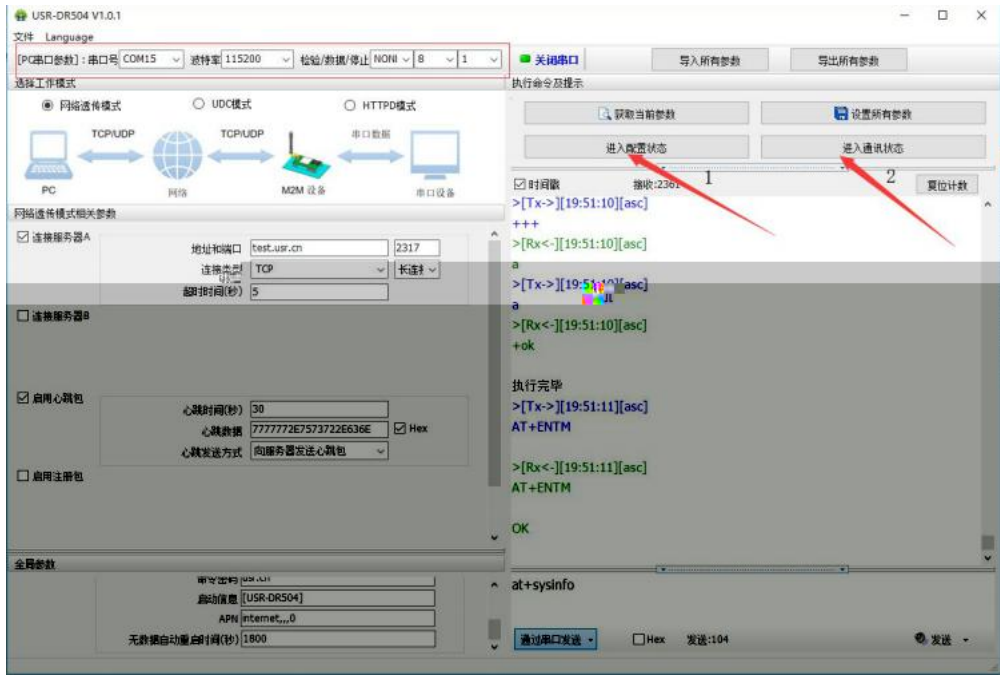 USR-DR504 V1.0.1
文件 Language
[PC串口参数]：串口号 COM15 波特率 115200 检验/数据/停止 NONI 8 1 关闭串口 导入所有参数 导出所有参数
选择工作模式
网络透传模式 UDC模式 HTTPD模式
TCP/UDP TCP/UDP 串口数据
PC 网络 M2M 设备 串口设备
网络透传模式相关参数
连接服务器A
地址和端口 test.usr.cn 2317
连接类型 TCP
超时时间(秒) 5
连接服务器B
启用心跳包
心跳时间(秒) 30
心跳数据 7777772E7573722E636E Hex
心跳发送方式 向服务器发送心跳包
启用注册包
全局参数
启动信息 [USR-DR504]
APN internet,,,0
无数据自动重启时间(秒) 1800
执行命令及提示
获取当前参数 设置所有参数
进入配置状态 进入通讯状态
1 2
时间戳 接收:2361 复位计数
>[Tx->][19:51:10][asc]
+++
>[Rx<-][19:51:10][asc]
a
>[Tx->][19:51:10][asc]
a
>[Rx<-][19:51:10][asc]
+ok
执行完毕
>[Tx->][19:51:11][asc]
AT+ENTM
>[Rx<-][19:51:11][asc]
AT+ENTM
OK
at+sysinfo
通过串口发送 Hex 发送:104 发送